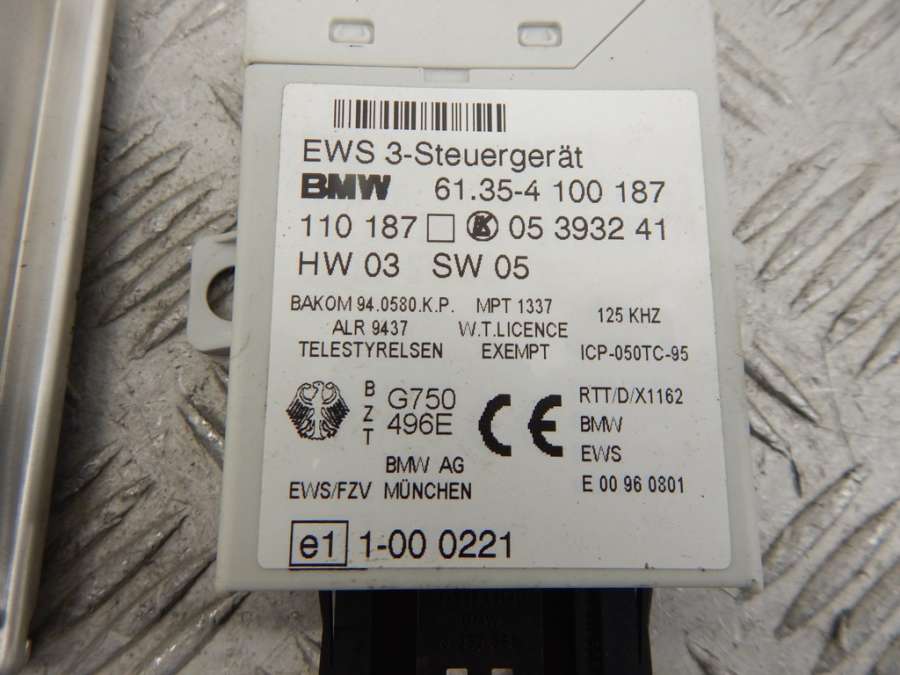 EWS 3-Steuergerät
BMW 61.35-4 100 187
110 187 05 3932 41
HW 03 SW 05
BAKOM 94.0580.K.P. MPT 1337 125 KHZ
ALR 9437 W.T.LICENCE
TELESTYRELSEN EXEMPT ICP-050TC-95
BZT G750 496E CE RTT/D/X1162
BMW
EWS
BMW AG
EWS/FZV MÜNCHEN E 00 96 0801
e1 1-00 0221